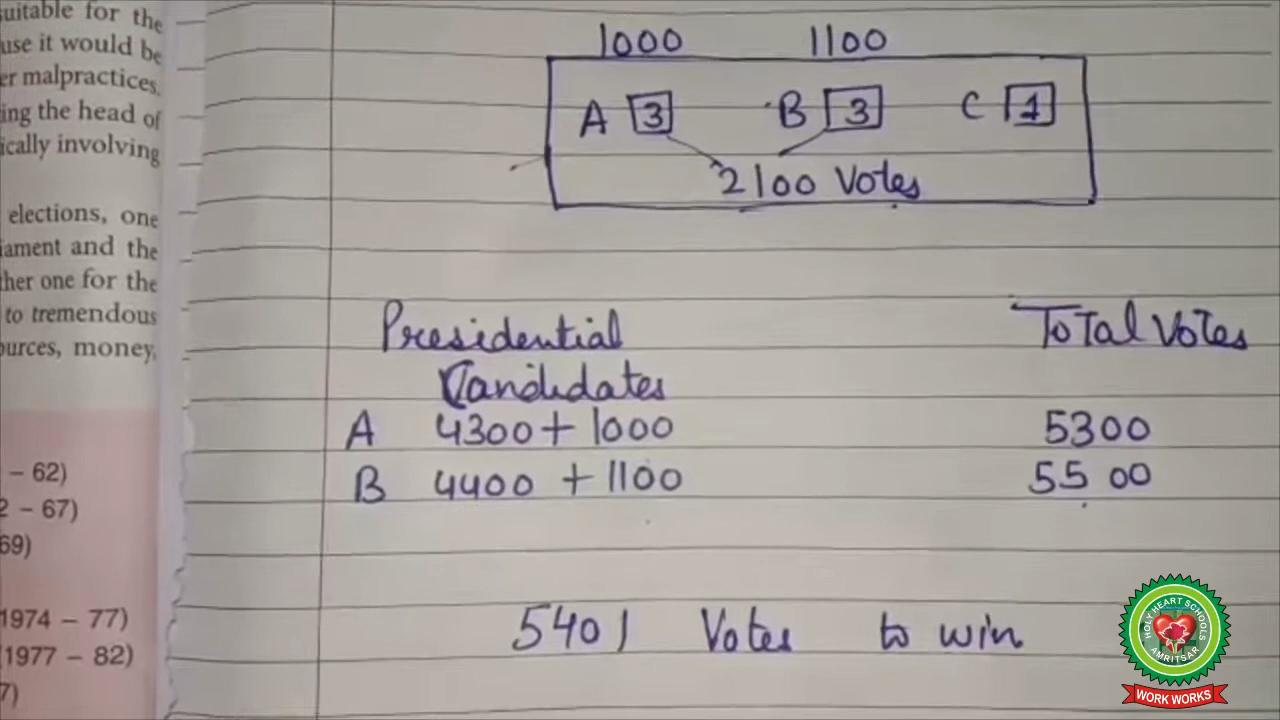 suitable for the
use it would be
er malpractices.
ing the head of
ically involving
elections, one
iament and the
ther one for the
to tremendous
ources, money,
– 62)
2 – 67)
69)
1974 – 77)
(1977 – 82)
7)
1000 1100
A 3 B 3 C 1
2100 Votes
Presidential Total Votes
Candidates
A 4300 + 1000 5300
B 4400 + 1100 5500
5401 Votes to win
HOLY HEART SCHOOLS
AMRITSAR
WORK WORKS